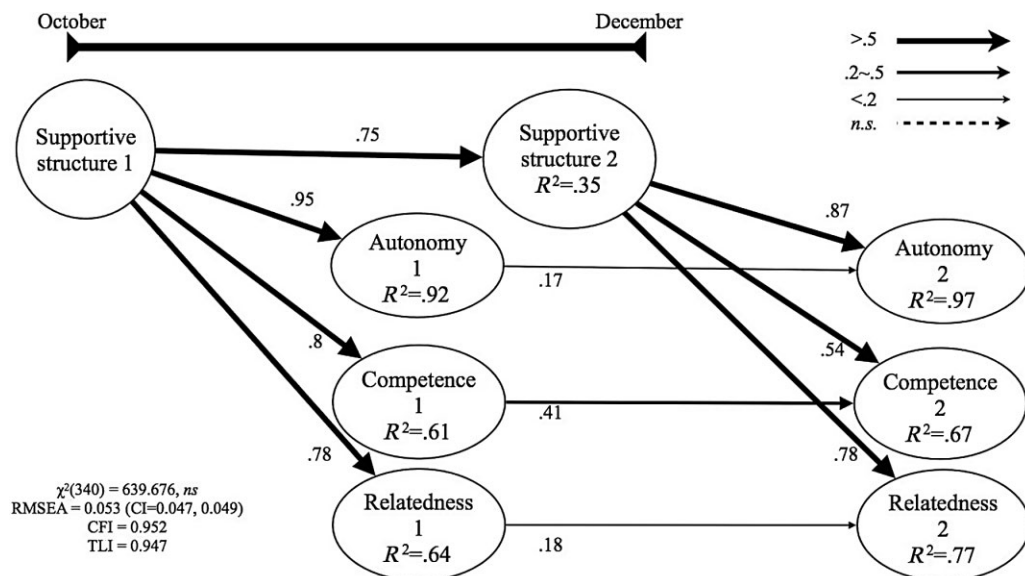 October
December
>.5
.2~.5
<.2
n.s.
Supportive
structure 1
.75
Supportive
structure 2
R²=.35
.95
Autonomy
1
R²=.92
.17
.87
Autonomy
2
R²=.97
.8
Competence
1
R²=.61
.41
.54
Competence
2
R²=.67
.78
Relatedness
1
R²=.64
.18
.78
Relatedness
2
R²=.77
χ²(340) = 639.676, ns
RMSEA = 0.053 (CI=0.047, 0.049)
CFI = 0.952
TLI = 0.947